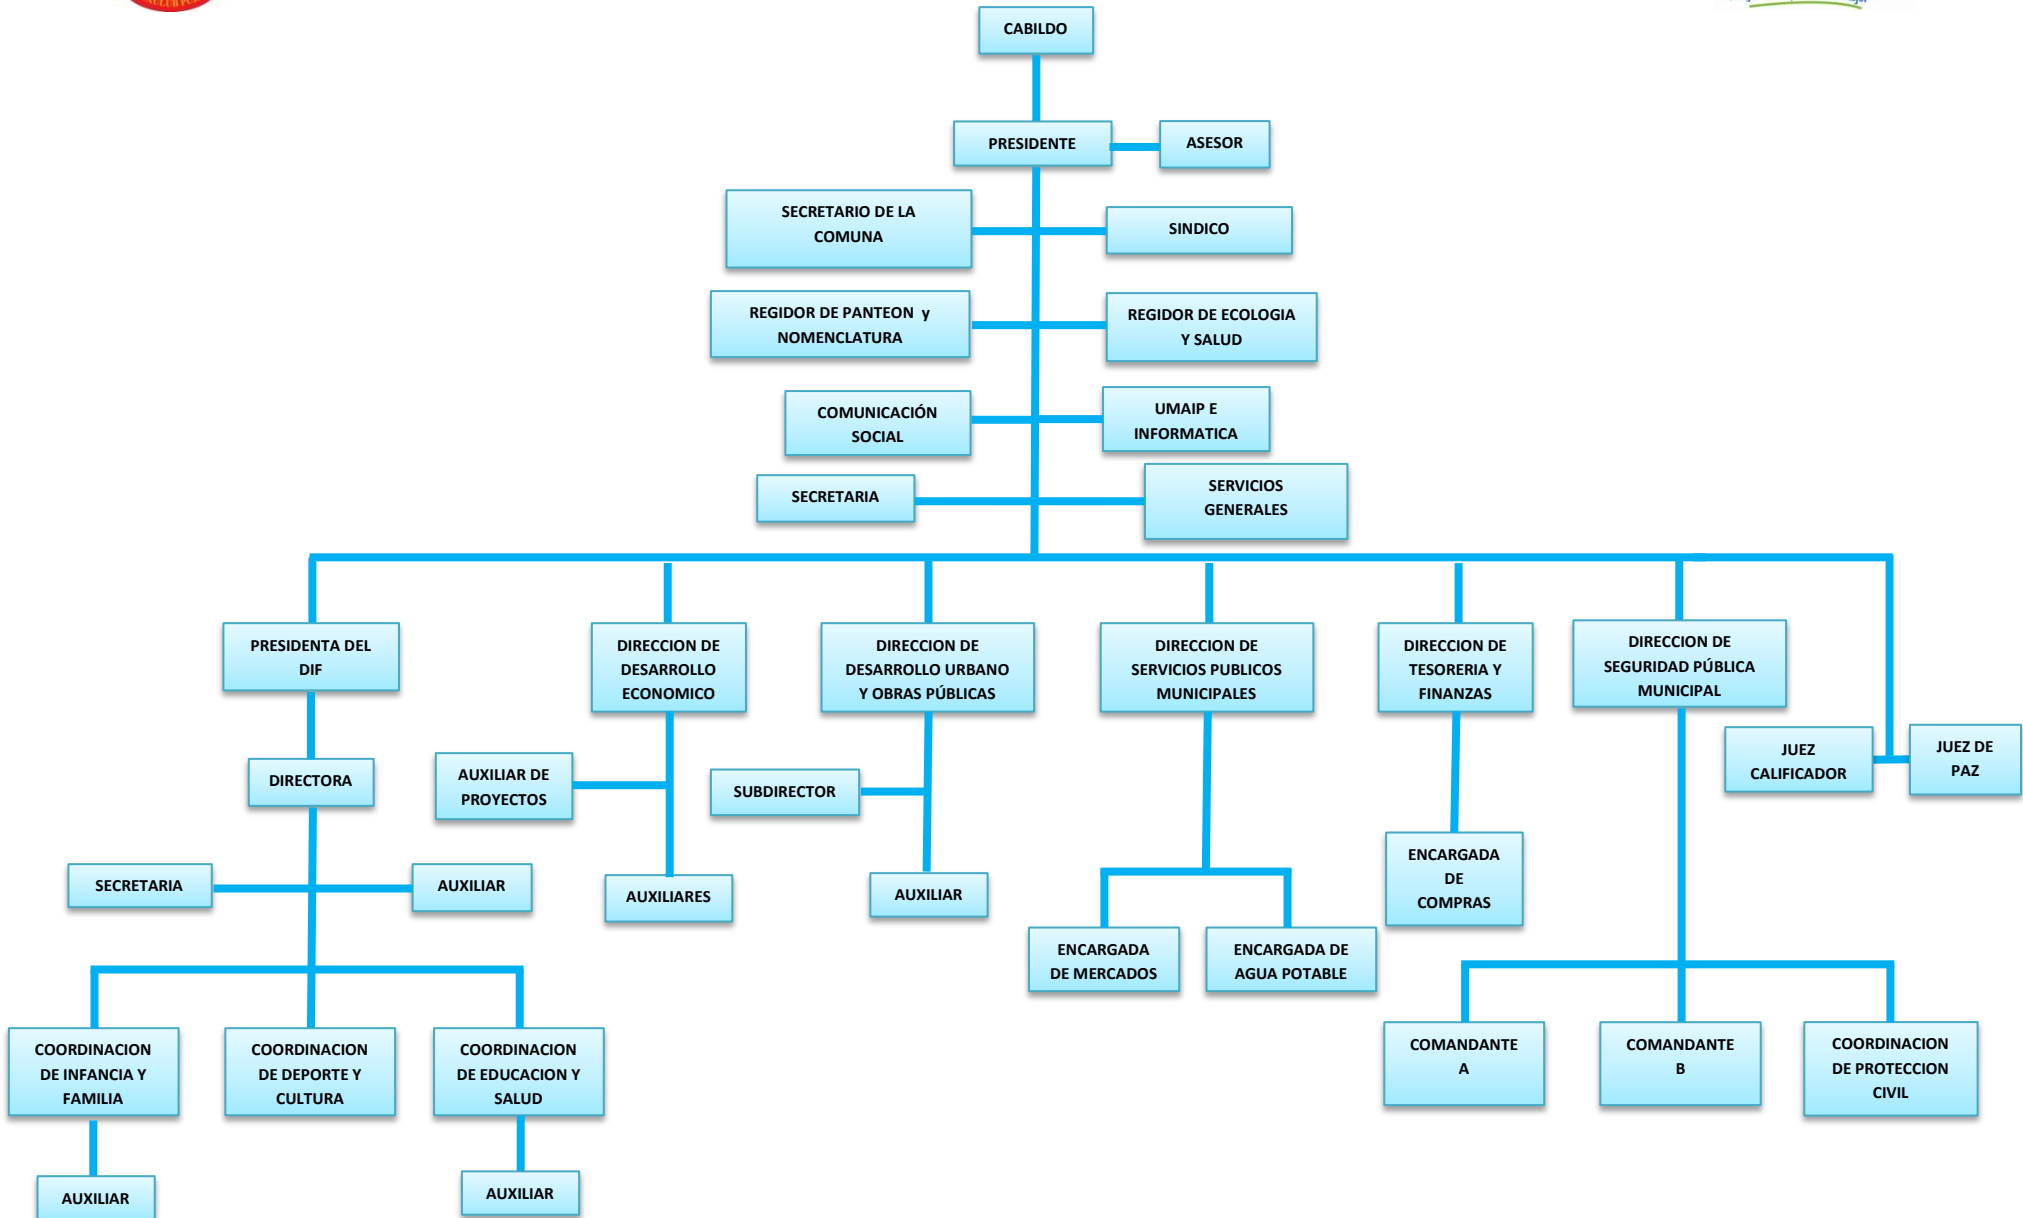 CABILDO
PRESIDENTE
ASESOR
SECRETARIO DE LA
COMUNA
SINDICO
REGIDOR DE PANTEON y
NOMENCLATURA
REGIDOR DE ECOLOGIA
Y SALUD
COMUNICACIÓN
SOCIAL
UMAIP E
INFORMATICA
SECRETARIA
SERVICIOS
GENERALES
PRESIDENTA DEL
DIF
DIRECCION DE
DESARROLLO
ECONOMICO
DIRECCION DE
DESARROLLO URBANO
Y OBRAS PÚBLICAS
DIRECCION DE
SERVICIOS PUBLICOS
MUNICIPALES
DIRECCION DE
TESORERIA Y
FINANZAS
DIRECCION DE
SEGURIDAD PÚBLICA
MUNICIPAL
JUEZ
CALIFICADOR
JUEZ DE
PAZ
DIRECTORA
AUXILIAR DE
PROYECTOS
SUBDIRECTOR
ENCARGADA
DE
COMPRAS
SECRETARIA
AUXILIAR
AUXILIARES
AUXILIAR
ENCARGADA
DE MERCADOS
ENCARGADA DE
AGUA POTABLE
COORDINACION
DE INFANCIA Y
FAMILIA
COORDINACION
DE DEPORTE Y
CULTURA
COORDINACION
DE EDUCACION Y
SALUD
COMANDANTE
A
COMANDANTE
B
COORDINACION
DE PROTECCION
CIVIL
AUXILIAR
AUXILIAR